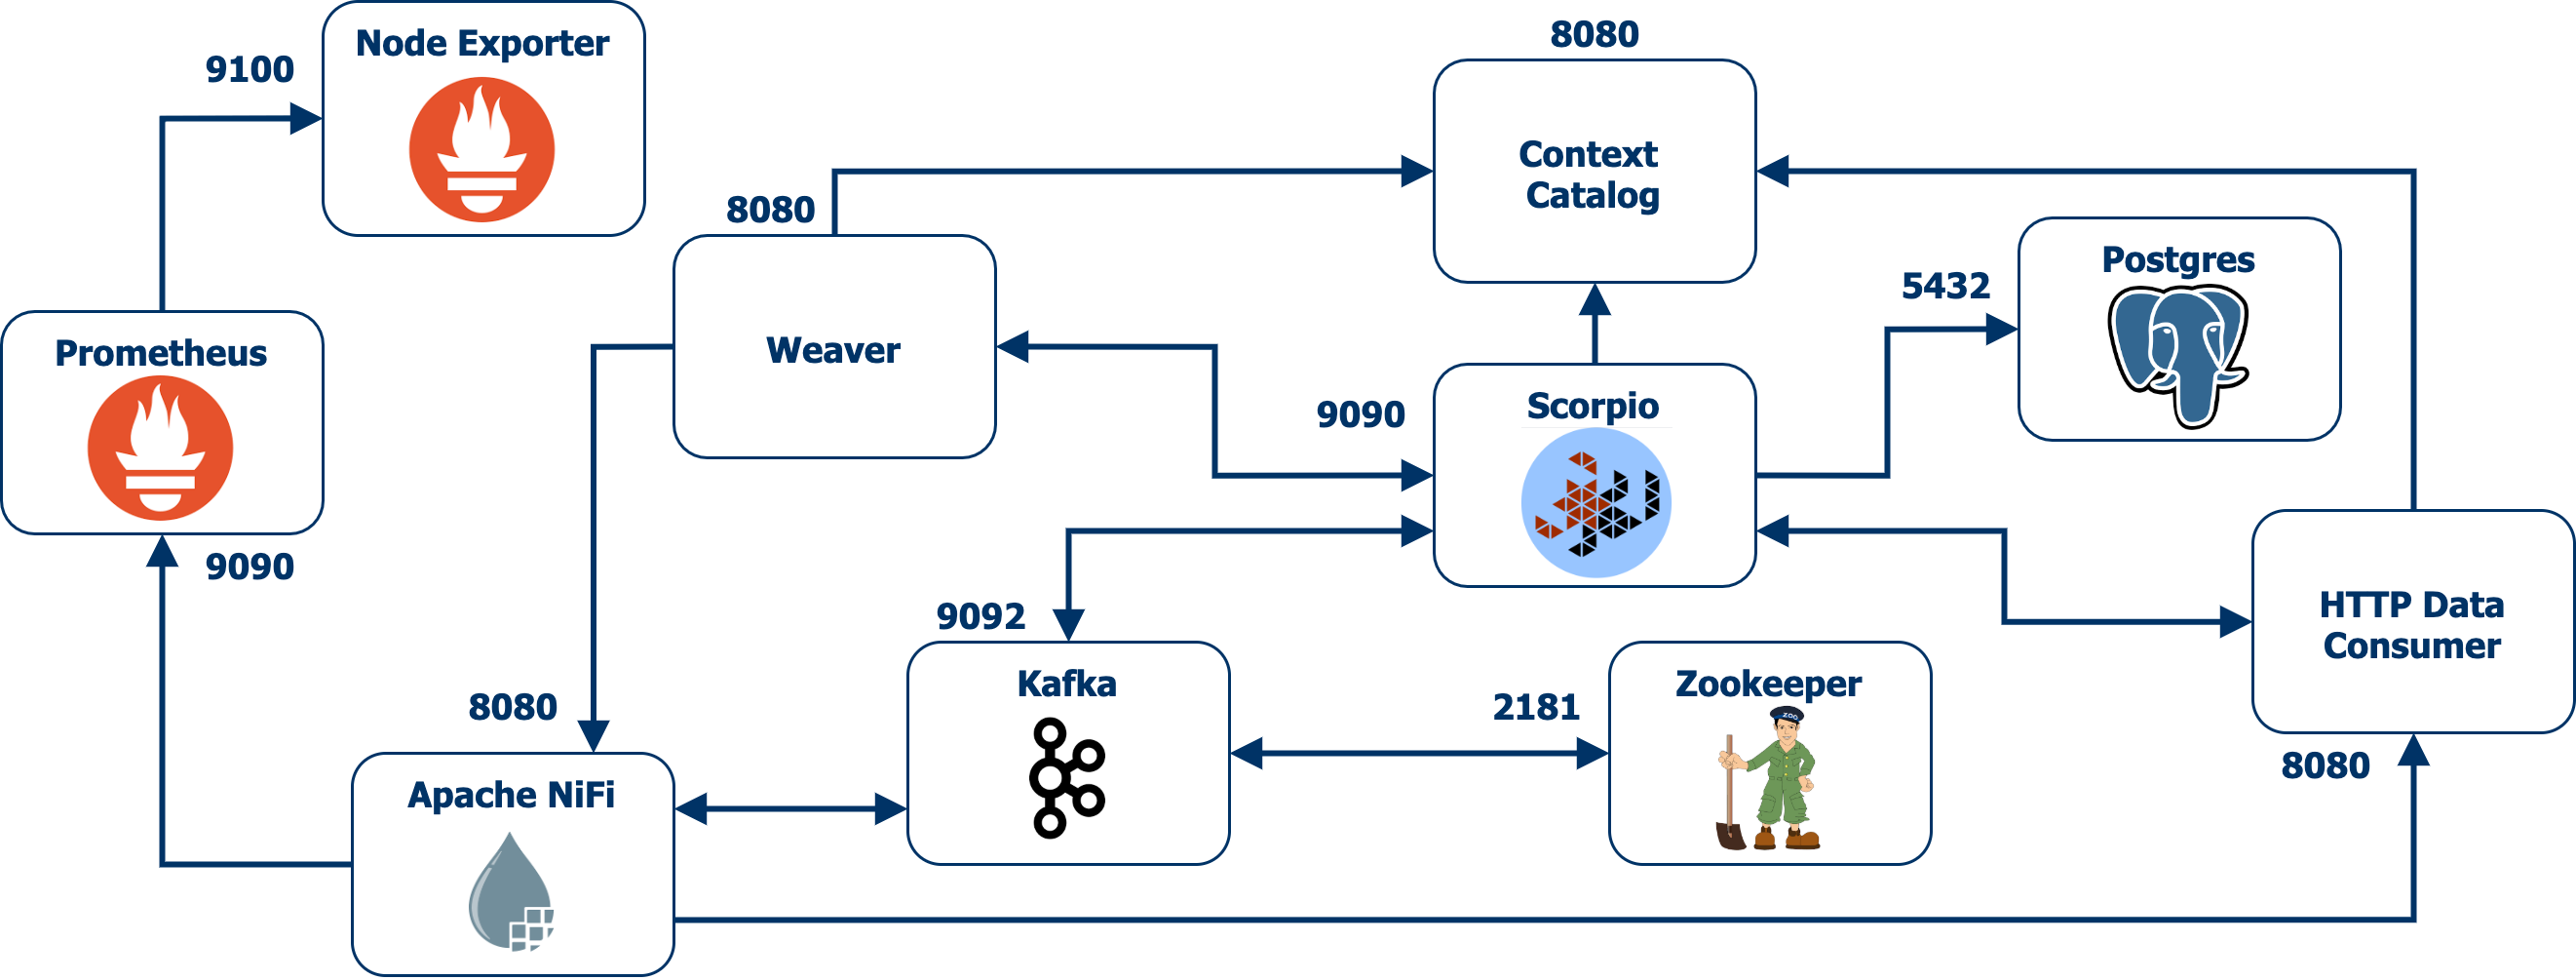 Node Exporter
9100
8080
Context
Catalog
8080
Weaver
Postgres
5432
Prometheus
9090
Scorpio
9090
9092
Kafka
2181
Zookeeper
ZOO
HTTP Data
Consumer
8080
8080
Apache NiFi